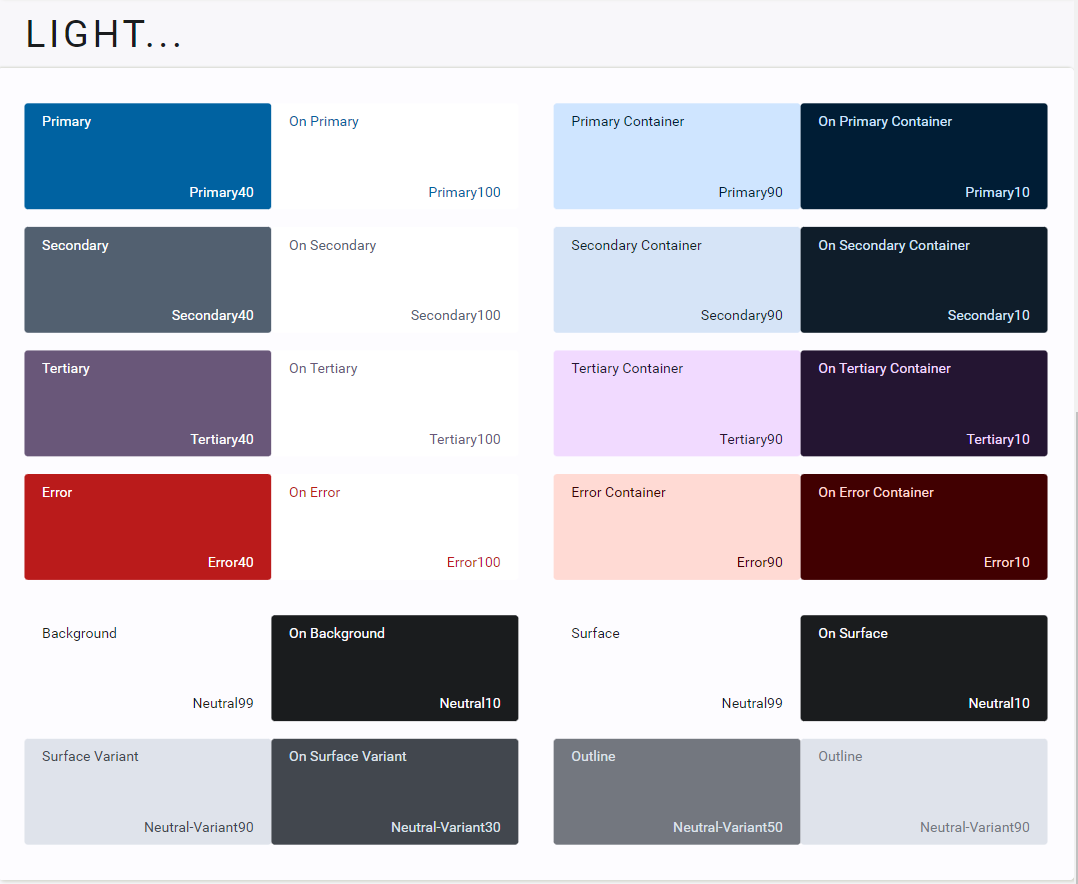 LIGHT...
Primary
Primary40
On Primary
Primary100
Primary Container
Primary90
On Primary Container
Primary10
Secondary
Secondary40
On Secondary
Secondary100
Secondary Container
Secondary90
On Secondary Container
Secondary10
Tertiary
Tertiary40
On Tertiary
Tertiary100
Tertiary Container
Tertiary90
On Tertiary Container
Tertiary10
Error
Error40
On Error
Error100
Error Container
Error90
On Error Container
Error10
Background
Neutral99
On Background
Neutral10
Surface
Neutral99
On Surface
Neutral10
Surface Variant
Neutral-Variant90
On Surface Variant
Neutral-Variant30
Outline
Neutral-Variant50
Outline
Neutral-Variant90